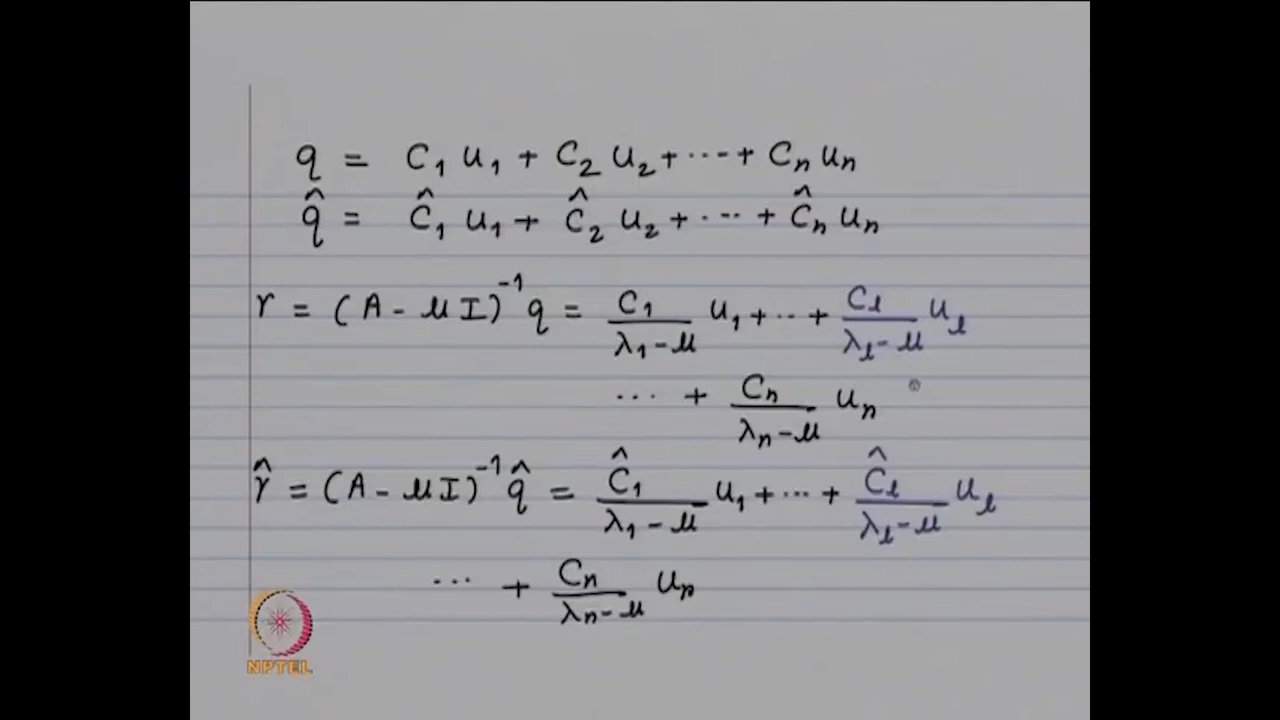 q = C₁ u₁ + C₂ u₂ + ... + Cₙ uₙ
q̂ = Ĉ₁ u₁ + Ĉ₂ u₂ + ... + Ĉₙ uₙ
r = (A - μI)⁻¹ q = C₁/(λ₁ - μ) u₁ + ... + Cₗ/(λₗ - μ) uₗ
... + Cₙ/(λₙ - μ) uₙ
r̂ = (A - μI)⁻¹ q̂ = Ĉ₁/(λ₁ - μ) u₁ + ... + Ĉₗ/(λₗ - μ) uₗ
... + Cₙ/(λₙ - μ) uₙ
NPTEL